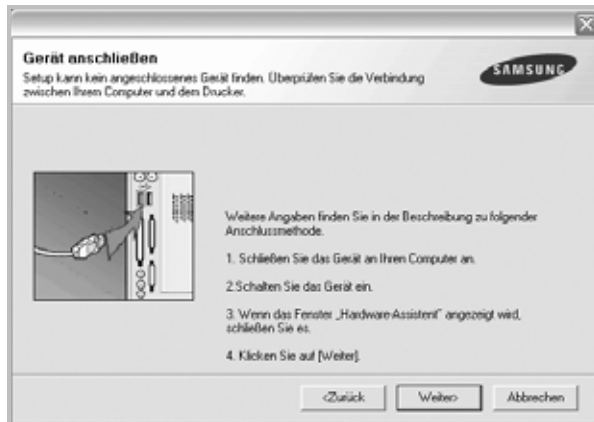 Gerät anschließen
Setup kann kein angeschlossenes Gerät finden. Überprüfen Sie die Verbindung
zwischen Ihrem Computer und dem Drucker.
SAMSUNG
Weitere Angaben finden Sie in der Beschreibung zu folgender
Anschlussmethode.
1. Schließen Sie das Gerät an Ihren Computer an.
2.Schalten Sie das Gerät ein.
3. Wenn das Fenster „Hardware-Assistent" angezeigt wird,
schließen Sie es.
4. Klicken Sie auf [Weiter].
<Zurück
Weiter>
Abbrechen